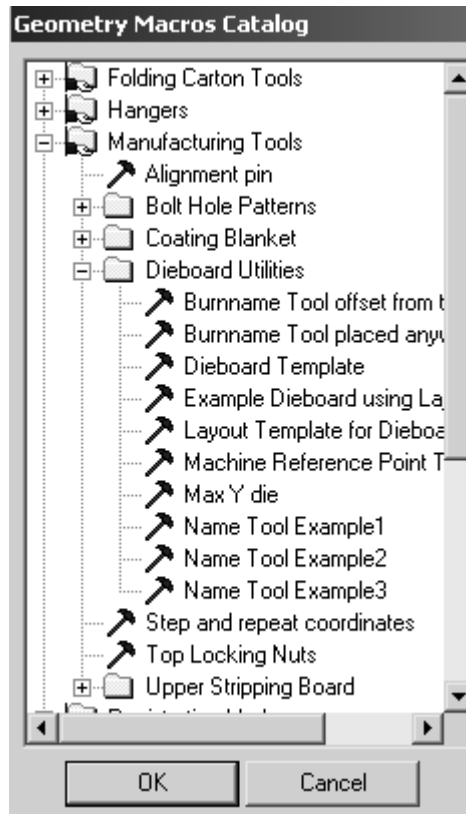 Geometry Macros Catalog
Folding Carton Tools
Hangers
Manufacturing Tools
Alignment pin
Bolt Hole Patterns
Coating Blanket
Dieboard Utilities
Burnname Tool offset from t
Burnname Tool placed anyw
Dieboard Template
Example Dieboard using La
Layout Template for Dieboa
Machine Reference Point T
Max Y die
Name Tool Example1
Name Tool Example2
Name Tool Example3
Step and repeat coordinates
Top Locking Nuts
Upper Stripping Board
OK
Cancel